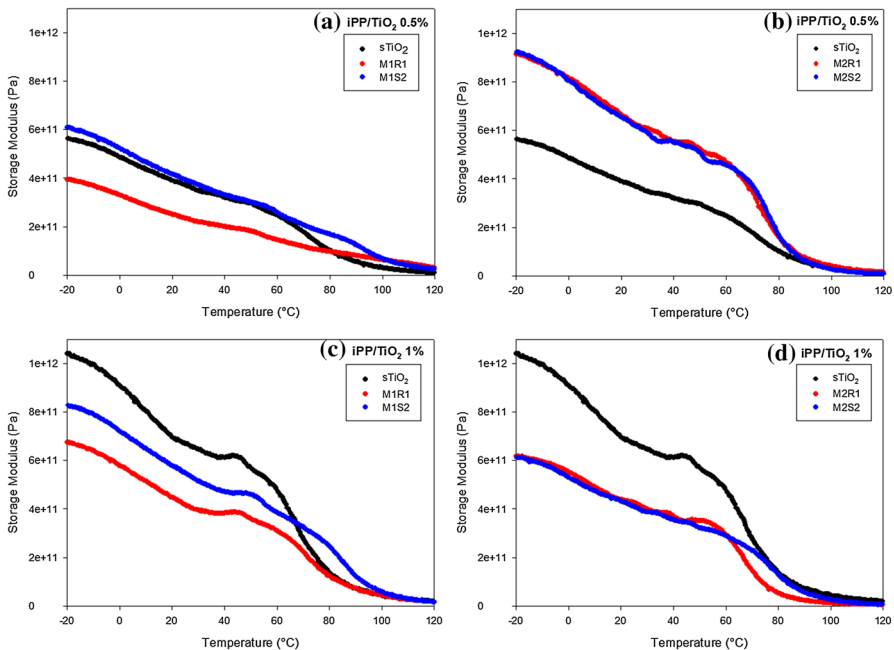 (a) iPP/TiO2 0.5%
sTiO2
M1R1
M1S2
Storage Modulus (Pa)
1e+12
8e+11
6e+11
4e+11
2e+11
0
-20 0 20 40 60 80 100 120
Temperature (°C)
(b) iPP/TiO2 0.5%
sTiO2
M2R1
M2S2
Storage Modulus (Pa)
1e+12
8e+11
6e+11
4e+11
2e+11
0
-20 0 20 40 60 80 100 120
Temperature (°C)
(c) iPP/TiO2 1%
sTiO2
M1R1
M1S2
Storage Modulus (Pa)
1e+12
8e+11
6e+11
4e+11
2e+11
0
-20 0 20 40 60 80 100 120
Temperature (°C)
(d) iPP/TiO2 1%
sTiO2
M2R1
M2S2
Storage Modulus (Pa)
1e+12
8e+11
6e+11
4e+11
2e+11
0
-20 0 20 40 60 80 100 120
Temperature (°C)